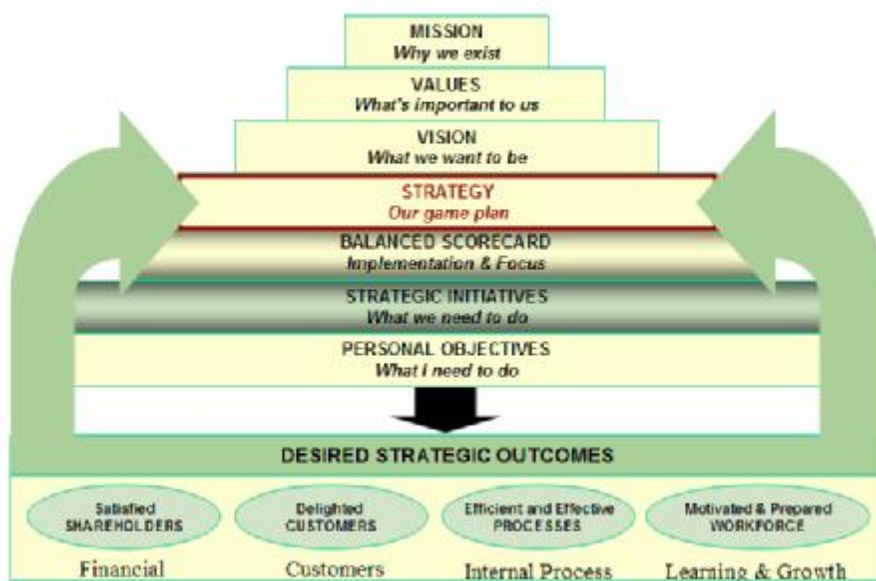 MISSION
Why we exist
VALUES
What's important to us
VISION
What we want to be
STRATEGY
Our game plan
BALANCED SCORECARD
Implementation & Focus
STRATEGIC INITIATIVES
What we need to do
PERSONAL OBJECTIVES
What I need to do
DESIRED STRATEGIC OUTCOMES
Satisfied
SHAREHOLDERS
Delighted
CUSTOMERS
Efficient and Effective
PROCESSES
Motivated & Prepared
WORKFORCE
Financial
Customers
Internal Process
Learning & Growth